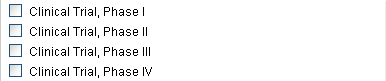 Clinical Trial, Phase I
Clinical Trial, Phase II
Clinical Trial, Phase III
Clinical Trial, Phase IV